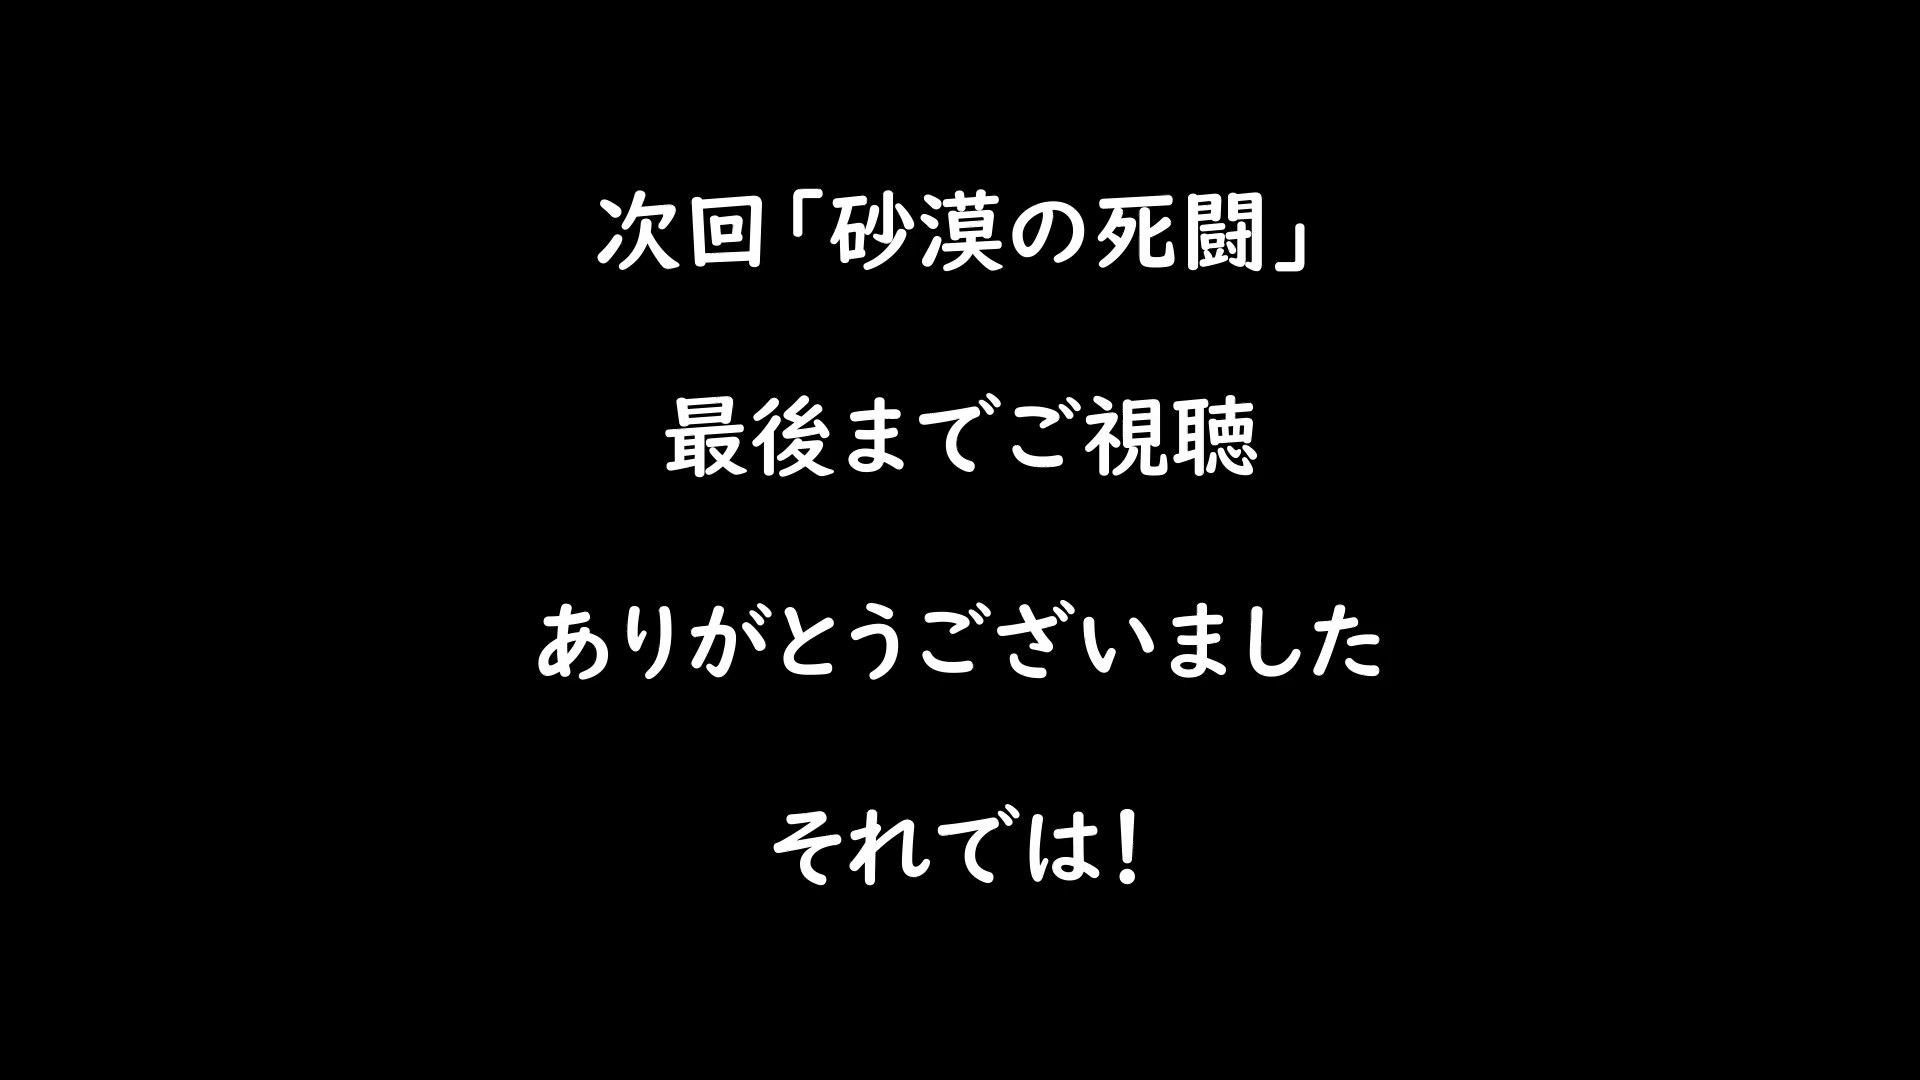 次回「砂漠の死闘」
最後までご視聴
ありがとうございました
それでは!